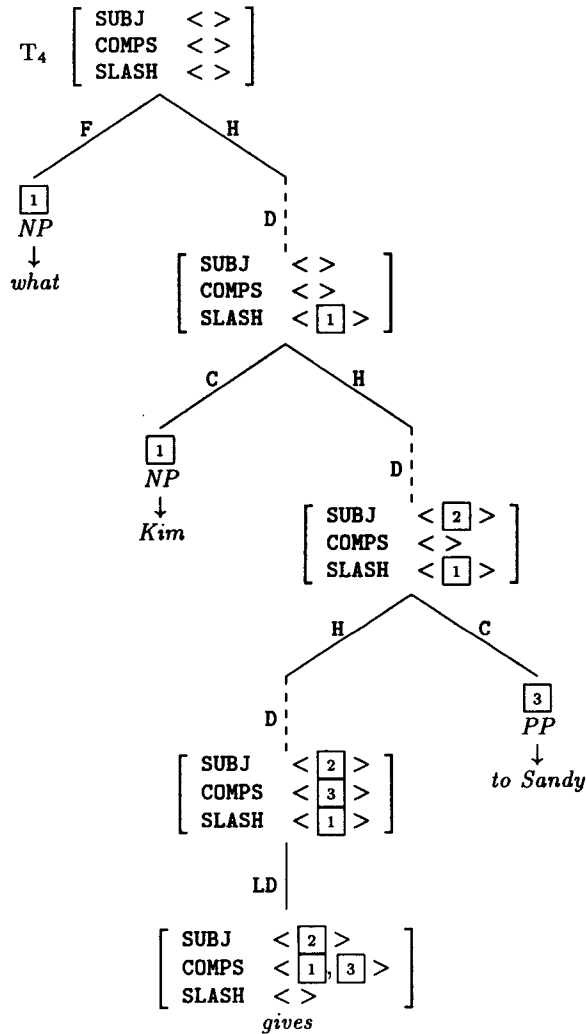 T₄ [ SUBJ < >
COMPS < >
SLASH < > ]
F H
1 D
NP
↓
what
[ SUBJ < >
COMPS < >
SLASH < 1 > ]
C H
1 D
NP
↓
Kim
[ SUBJ < 2 >
COMPS < >
SLASH < 1 > ]
H C
D 3
PP
↓
to Sandy
[ SUBJ < 2 >
COMPS < 3 >
SLASH < 1 > ]
LD
[ SUBJ < 2 >
COMPS < 1, 3 >
SLASH < > ]
gives